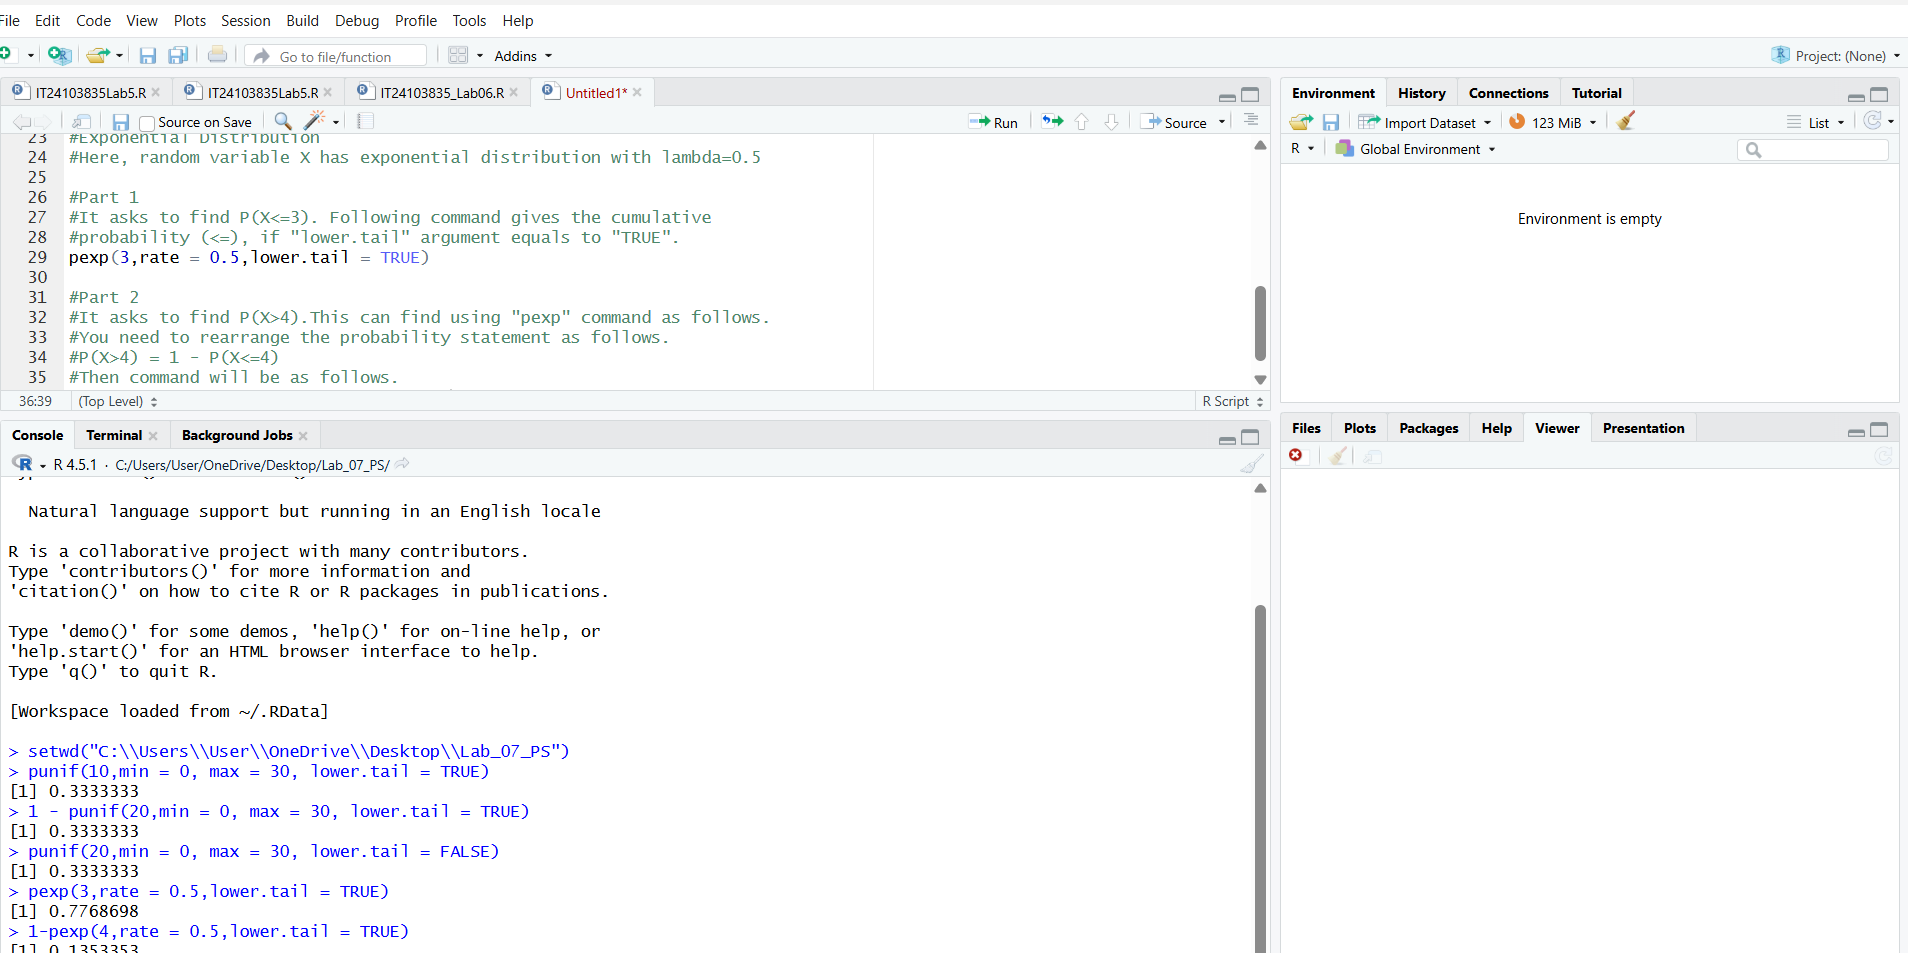 File Edit Code View Plots Session Build Debug Profile Tools Help
Go to file/function Addins Project: (None)
IT24103835Lab5.R IT24103835Lab5.R IT24103835_Lab06.R Untitled1*
Source on Save Run Source
23 #Exponential Distribution
24 #Here, random variable X has exponential distribution with lambda=0.5
25
26 #Part 1
27 #It asks to find P(X<=3). Following command gives the cumulative
28 #probability (<=), if "lower.tail" argument equals to "TRUE".
29 pexp(3,rate = 0.5,lower.tail = TRUE)
30
31 #Part 2
32 #It asks to find P(X>4).This can find using "pexp" command as follows.
33 #You need to rearrange the probability statement as follows.
34 #P(X>4) = 1 - P(X<=4)
35 #Then command will be as follows.
36:39 (Top Level) R Script
Console Terminal Background Jobs
R 4.5.1 · C:/Users/User/OneDrive/Desktop/Lab_07_PS/
Natural language support but running in an English locale
R is a collaborative project with many contributors.
Type 'contributors()' for more information and
'citation()' on how to cite R or R packages in publications.
Type 'demo()' for some demos, 'help()' for on-line help, or
'help.start()' for an HTML browser interface to help.
Type 'q()' to quit R.
[Workspace loaded from ~/.RData]
> setwd("C:\\Users\\User\\OneDrive\\Desktop\\Lab_07_PS")
> punif(10,min = 0, max = 30, lower.tail = TRUE)
[1] 0.3333333
> 1 - punif(20,min = 0, max = 30, lower.tail = TRUE)
[1] 0.3333333
> punif(20,min = 0, max = 30, lower.tail = FALSE)
[1] 0.3333333
> pexp(3,rate = 0.5,lower.tail = TRUE)
[1] 0.7768698
> 1-pexp(4,rate = 0.5,lower.tail = TRUE)
[1] 0.1353353
Environment History Connections Tutorial
Import Dataset 123 MiB List
R Global Environment
Environment is empty
Files Plots Packages Help Viewer Presentation